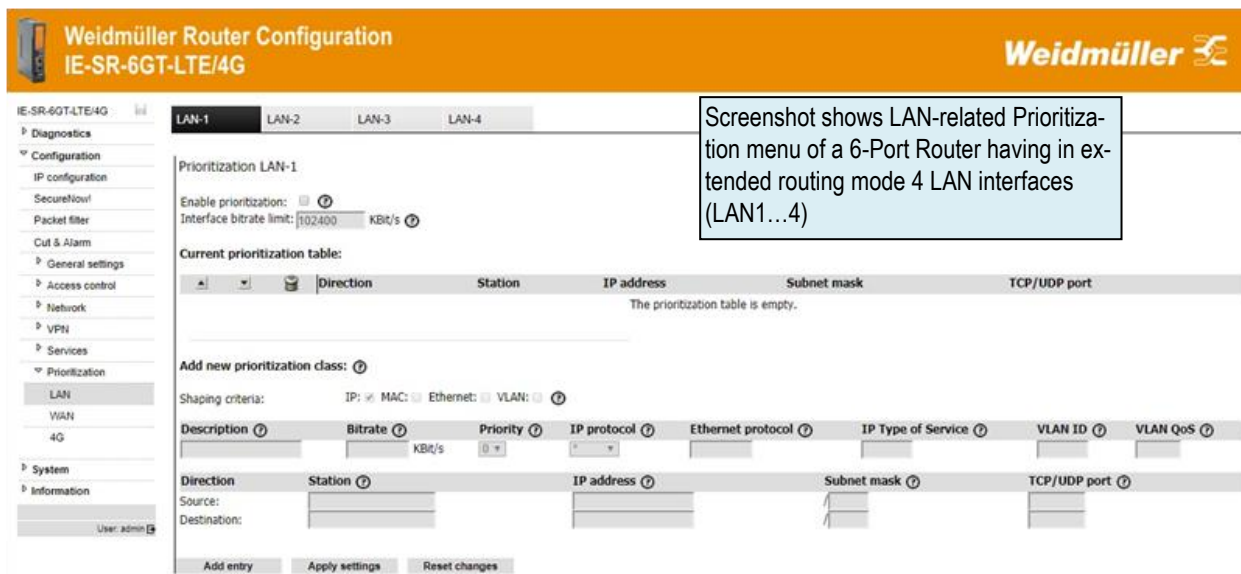 Weidmüller Router Configuration
IE-SR-6GT-LTE/4G
Weidmüller
IE-SR-6GT-LTE/4G
Diagnostics
Configuration
IP configuration
SecureNow!
Packet filter
Cut & Alarm
General settings
Access control
Network
VPN
Services
Prioritization
LAN
WAN
4G
System
Information
User: admin
LAN-1 LAN-2 LAN-3 LAN-4
Screenshot shows LAN-related Prioritiza-
tion menu of a 6-Port Router having in ex-
tended routing mode 4 LAN interfaces
(LAN1…4)
Prioritization LAN-1
Enable prioritization:
Interface bitrate limit: 102400 KBit/s
Current prioritization table:
Direction Station IP address Subnet mask TCP/UDP port
The prioritization table is empty.
Add new prioritization class:
Shaping criteria: IP: MAC: Ethernet: VLAN:
Description Bitrate Priority IP protocol Ethernet protocol IP Type of Service VLAN ID VLAN QoS
KBit/s 0 *
Direction Station IP address Subnet mask TCP/UDP port
Source: /
Destination: /
Add entry Apply settings Reset changes